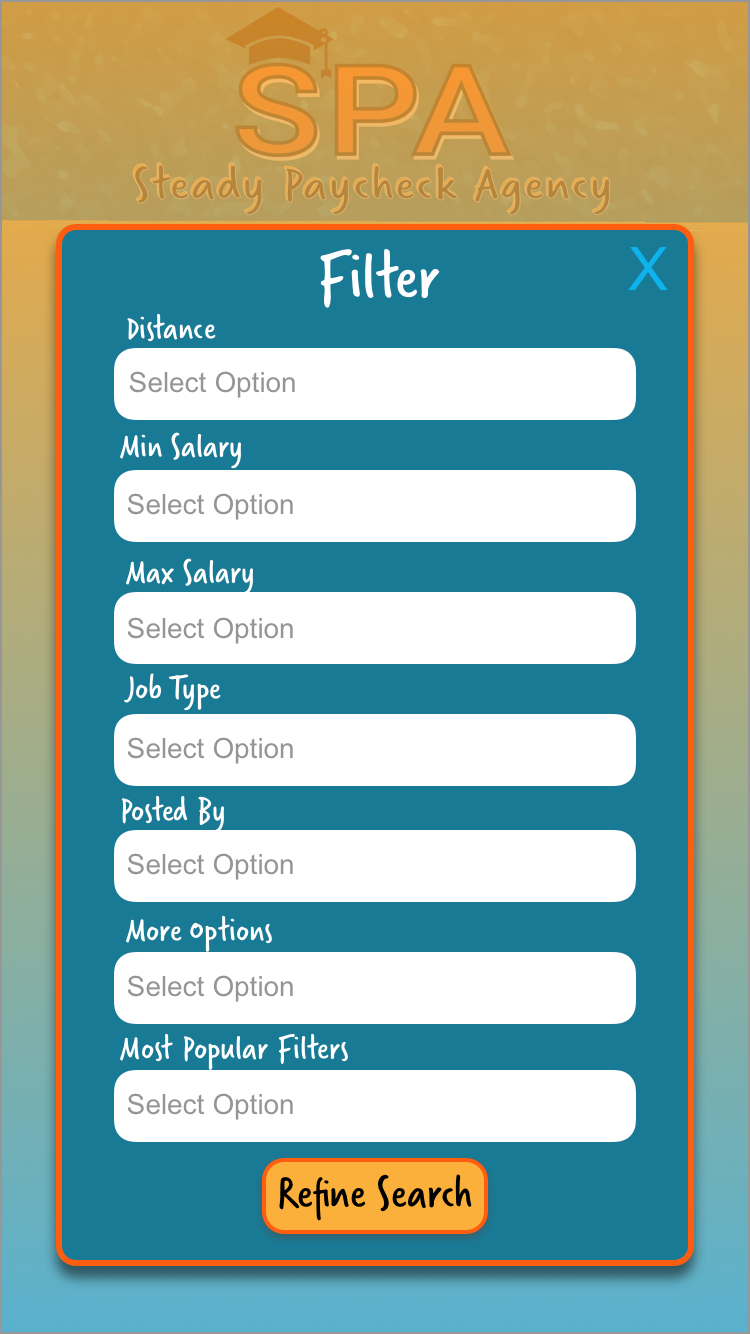 SPA
Steady Paycheck Agency
Filter
X
Distance
Select Option
Min Salary
Select Option
Max Salary
Select Option
Job Type
Select Option
Posted By
Select Option
More Options
Select Option
Most Popular Filters
Select Option
Refine Search